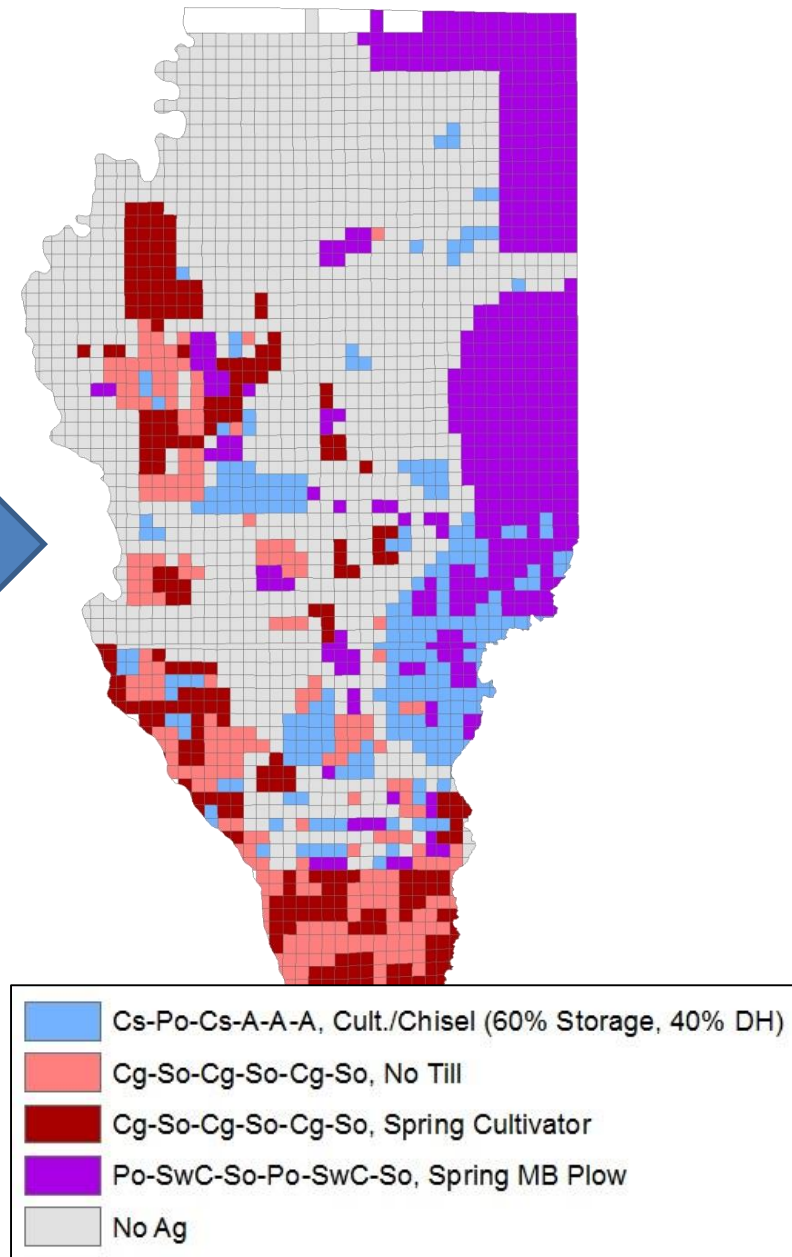 Cs-Po-Cs-A-A-A, Cult./Chisel (60% Storage, 40% DH)
Cg-So-Cg-So-Cg-So, No Till
Cg-So-Cg-So-Cg-So, Spring Cultivator
Po-SwC-So-Po-SwC-So, Spring MB Plow
No Ag